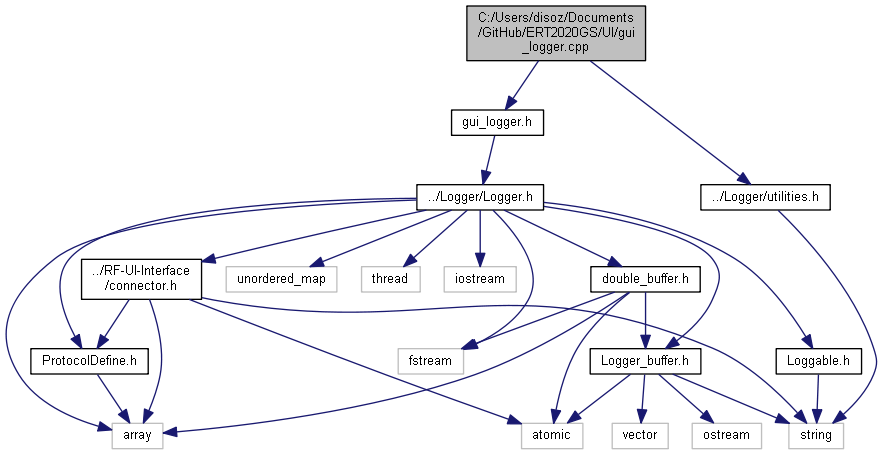 C:/Users/disoz/Documents
/GitHub/ERT2020GS/UI/gui
_logger.cpp
gui_logger.h
../Logger/Logger.h
../Logger/utilities.h
../RF-UI-Interface
/connector.h
unordered_map
thread
iostream
double_buffer.h
ProtocolDefine.h
fstream
Logger_buffer.h
Loggable.h
array
atomic
vector
ostream
string